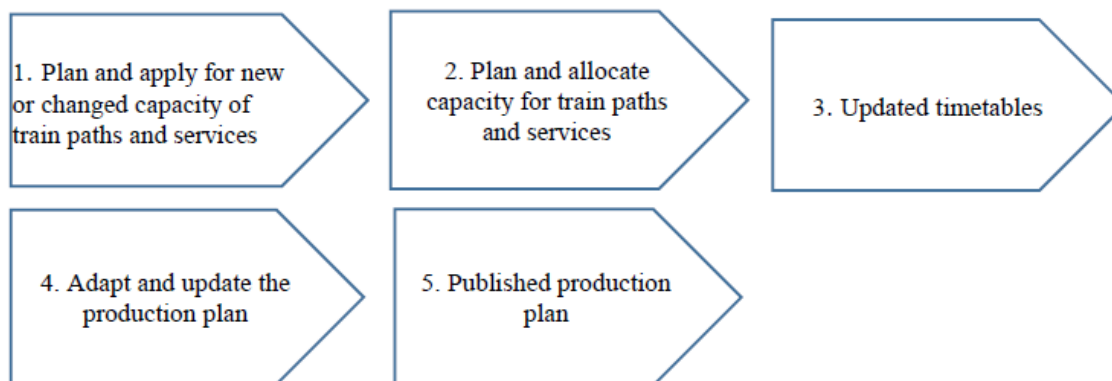 1. Plan and apply for new
or changed capacity of
train paths and services
2. Plan and allocate
capacity for train paths
and services
3. Updated timetables
4. Adapt and update the
production plan
5. Published production
plan